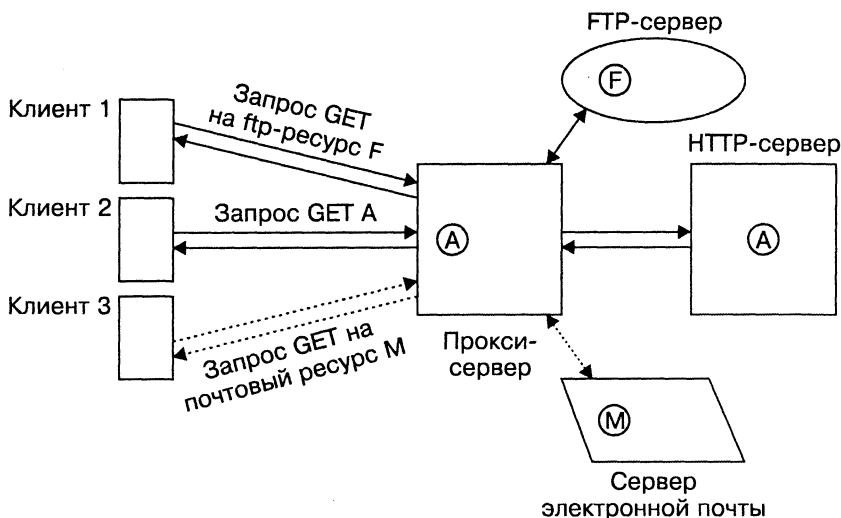 FTP-сервер
F
Клиент 1
Запрос GET
на ftp-ресурс F
HTTP-сервер
Клиент 2
Запрос GET A
A
A
Клиент 3
Запрос GET на
почтовый ресурс M
Прокси-
сервер
M
Сервер
электронной почты